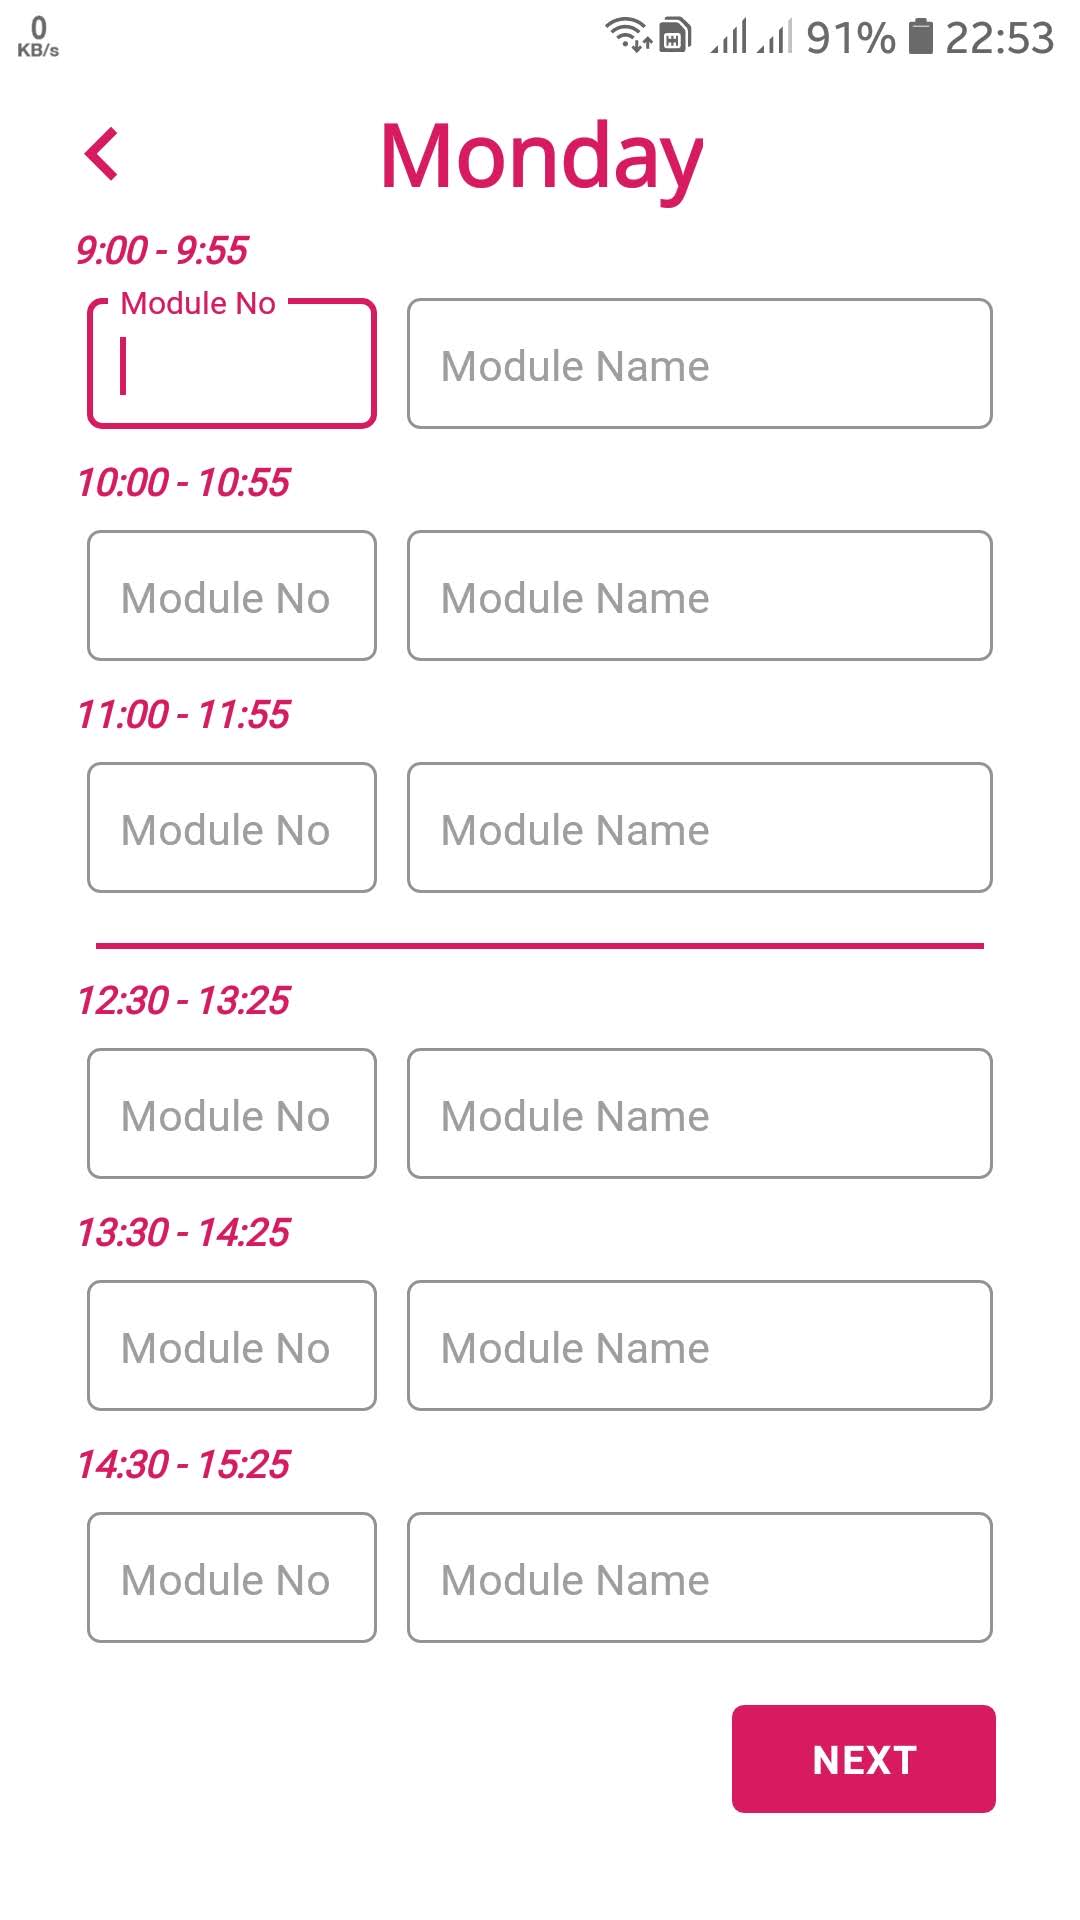 0
KB/s
91% 22:53
Monday
9:00 - 9:55
Module No
Module Name
10:00 - 10:55
Module No Module Name
11:00 - 11:55
Module No Module Name
12:30 - 13:25
Module No Module Name
13:30 - 14:25
Module No Module Name
14:30 - 15:25
Module No Module Name
NEXT